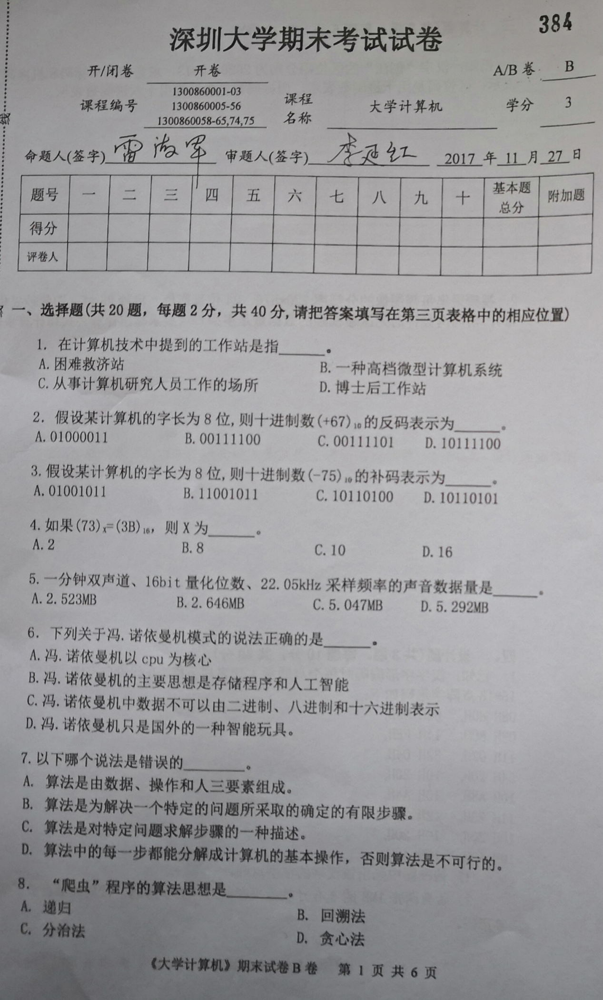 384
深圳大学期末考试试卷
开/闭卷 开卷 A/B 卷 B
1300860001-03
课程编号 1300860005-56 课程名称 大学计算机 学分 3
1300860058-65,74,75
命题人(签字) 雷 军 审题人(签字) 李延红 2017 年 11 月 27 日
题号 一 二 三 四 五 六 七 八 九 十 基本题总分 附加题
得分
评卷人
线
一、选择题(共 20 题，每题 2 分，共 40 分,请把答案填写在第三页表格中的相应位置)
1. 在计算机技术中提到的工作站是指______。
A.困难救济站 B.一种高档微型计算机系统
C.从事计算机研究人员工作的场所 D.博士后工作站
2. 假设某计算机的字长为 8 位,则十进制数(+67)₁₀的反码表示为______。
A.01000011 B.00111100 C.00111101 D.10111100
3.假设某计算机的字长为 8 位,则十进制数(-75)₁₀的补码表示为______。
A.01001011 B.11001011 C.10110100 D.10110101
4.如果(73)ₓ=(3B)₁₆，则 X 为______。
A.2 B.8 C.10 D.16
5.一分钟双声道、16bit 量化位数、22.05kHz 采样频率的声音数据量是______。
A.2.523MB B.2.646MB C.5.047MB D.5.292MB
6. 下列关于冯.诺依曼机模式的说法正确的是______。
A.冯.诺依曼机以 cpu 为核心
B.冯.诺依曼机的主要思想是存储程序和人工智能
C.冯.诺依曼机中数据不可以由二进制、八进制和十六进制表示
D.冯.诺依曼机只是国外的一种智能玩具。
7.以下哪个说法是错误的________。
A. 算法是由数据、操作和人三要素组成。
B. 算法是为解决一个特定的问题所采取的确定的有限步骤。
C. 算法是对特定问题求解步骤的一种描述。
D. 算法中的每一步都能分解成计算机的基本操作，否则算法是不可行的。
8. “爬虫”程序的算法思想是________。
A. 递归 B. 回溯法
C. 分治法 D. 贪心法
《大学计算机》期末试卷 B 卷 第 1 页 共 6 页